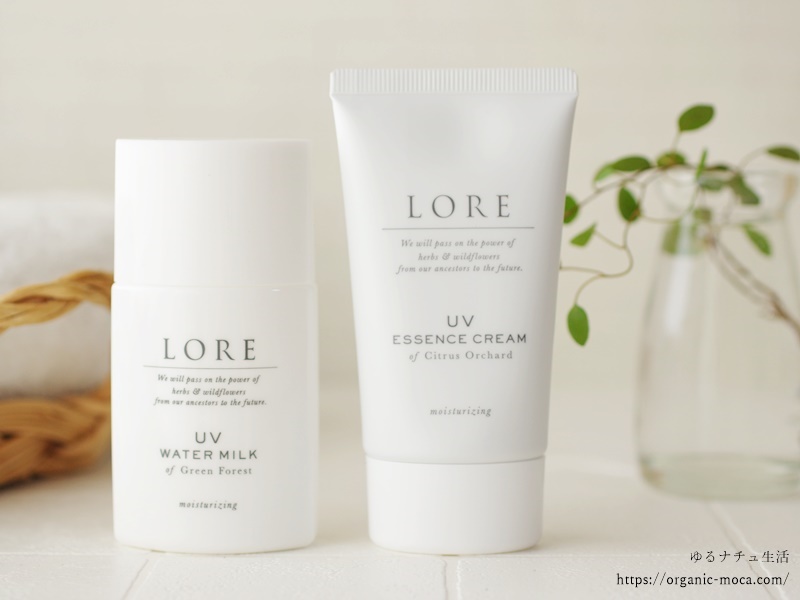 LORE
We will pass on the power of
herbs & wildflowers
from our ancestors to the future.
UV
WATER MILK
of Green Forest
moisturizing
LORE
We will pass on the power of
herbs & wildflowers
from our ancestors to the future.
UV
ESSENCE CREAM
of Citrus Orchard
moisturizing
ゆるナチュ生活
https://organic-moca.com/